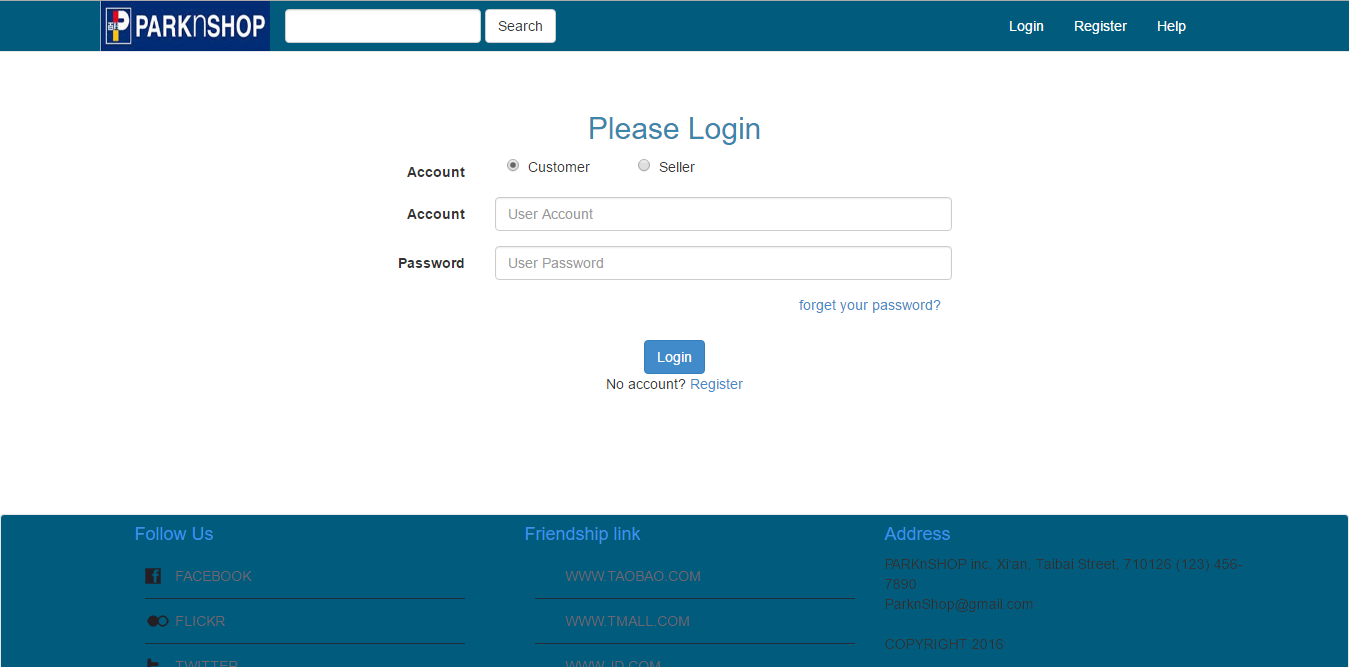 PARKnSHOP
Search
Login
Register
Help
Please Login
Account
Customer
Seller
Account
User Account
Password
User Password
forget your password?
Login
No account? Register
Follow Us
FACEBOOK
FLICKR
TWITTER
Friendship link
WWW.TAOBAO.COM
WWW.TMALL.COM
WWW.JD.COM
Address
PARKnSHOP inc. Xi'an, Taibai Street, 710126 (123) 456-
7890
ParknShop@gmail.com
COPYRIGHT 2016